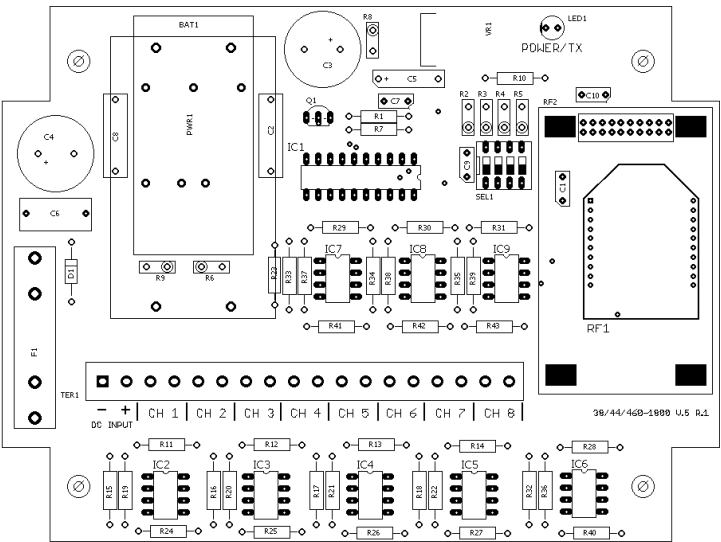 BAT1
R8
VR1
LED1
POWER/TX
C3
C5
R10
C7
Q1
R1
R7
R2 R3 R4 R5
C10
RF2
C4
C8
PWR1
C2
IC1
C9
SEL1
C1
C6
D1
R9
R6
R29
R30
R31
IC7
IC8
IC9
R23
R33
R37
R34
R38
R35
R39
R41
R42
R43
RF1
F1
TER1
- + CH 1 CH 2 CH 3 CH 4 CH 5 CH 6 CH 7 CH 8
DC INPUT
38/44/460-1800 V.5 R.1
R11
R12
R13
R14
R28
IC2
IC3
IC4
IC5
IC6
R15
R19
R16
R20
R17
R21
R18
R22
R32
R36
R24
R25
R26
R27
R40